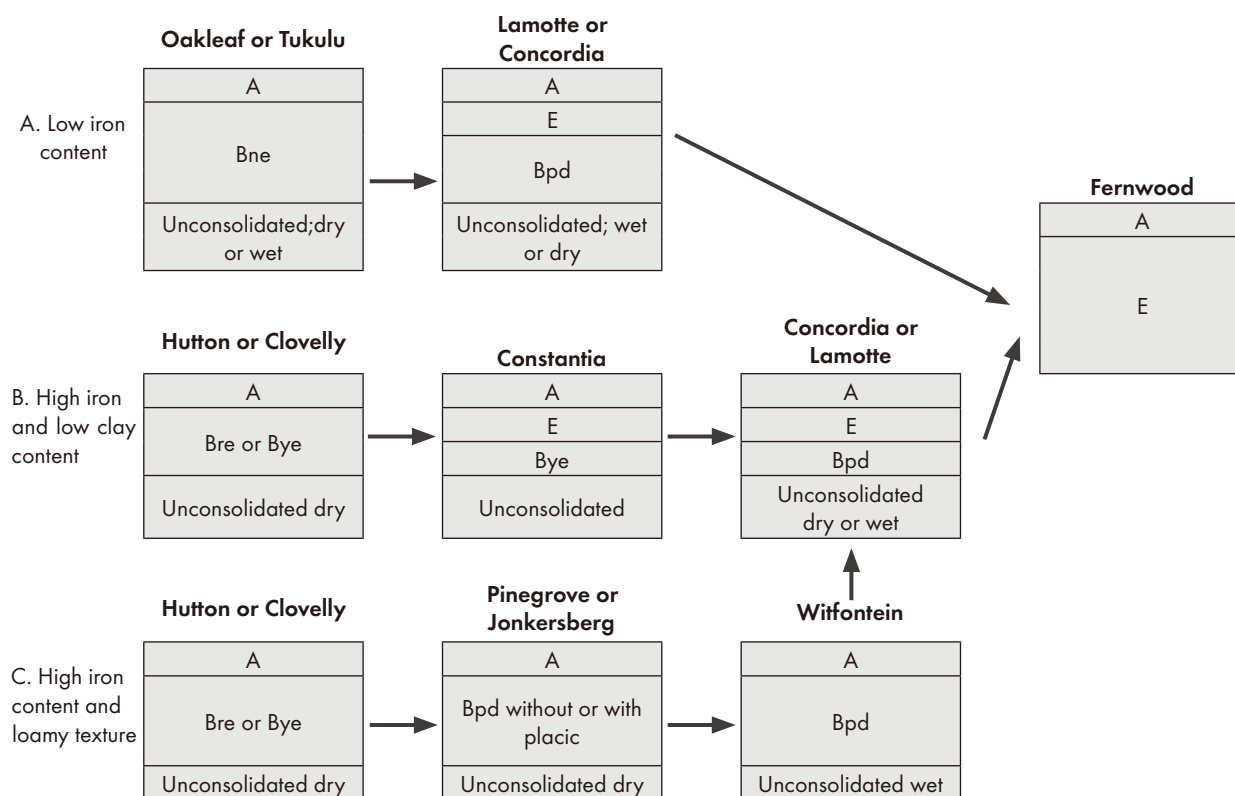 A. Low iron
content
Oakleaf or Tukulu
A
Bne
Unconsolidated;dry
or wet
Lamotte or
Concordia
A
E
Bpd
Unconsolidated; wet
or dry
Fernwood
A
E
B. High iron
and low clay
content
Hutton or Clovelly
A
Bre or Bye
Unconsolidated dry
Constantia
A
E
Bye
Unconsolidated
Concordia or
Lamotte
A
E
Bpd
Unconsolidated
dry or wet
C. High iron
content and
loamy texture
Hutton or Clovelly
A
Bre or Bye
Unconsolidated dry
Pinegrove or
Jonkersberg
A
Bpd without or with
placic
Unconsolidated dry
Witfontein
A
Bpd
Unconsolidated wet